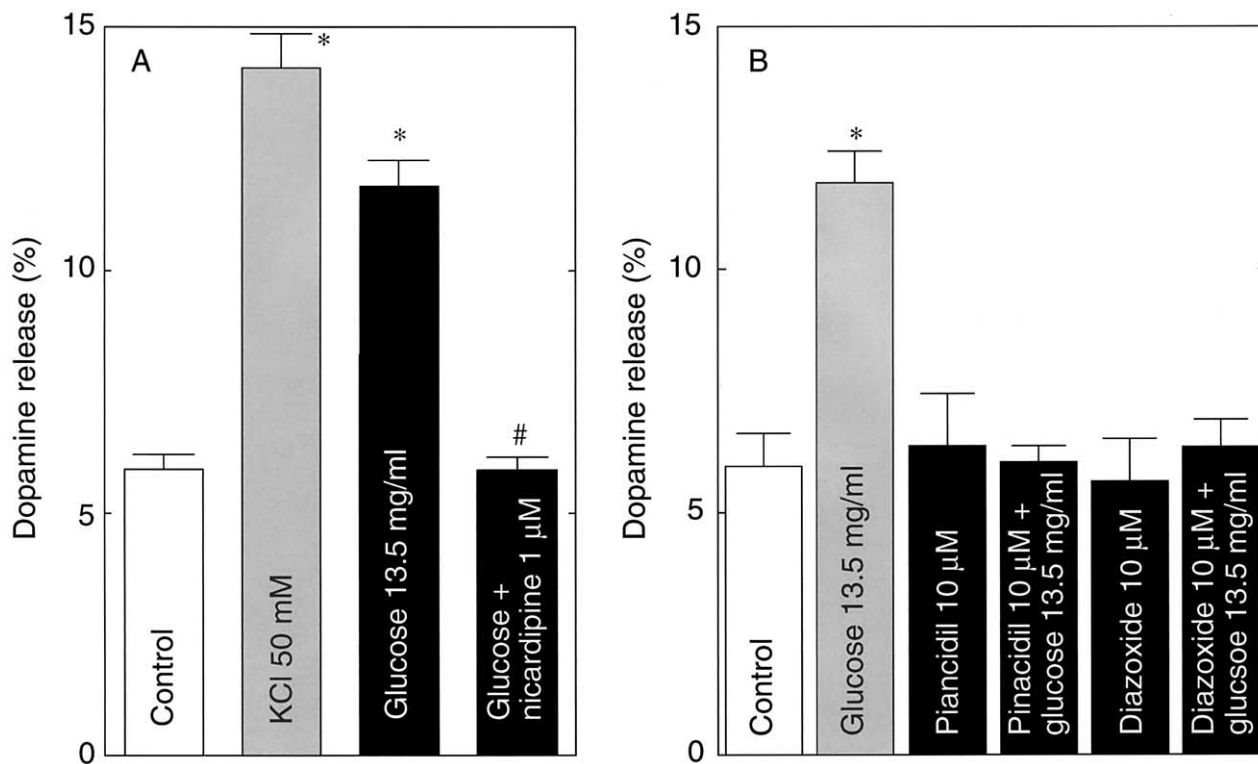 A
Dopamine release (%)
15
10
5
0
Control
KCl 50 mM
*
Glucose 13.5 mg/ml
*
Glucose +
nicardipine 1 μM
#
B
Dopamine release (%)
15
10
5
0
Control
Glucose 13.5 mg/ml
*
Piancidil 10 μM
Pinacidil 10 μM +
glucose 13.5 mg/ml
Diazoxide 10 μM
Diazoxide 10 μM +
glucsoe 13.5 mg/ml